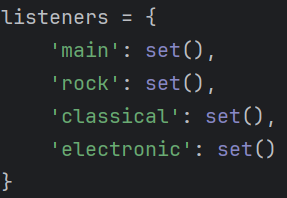 listeners = {
    'main': set(),
    'rock': set(),
    'classical': set(),
    'electronic': set()
}